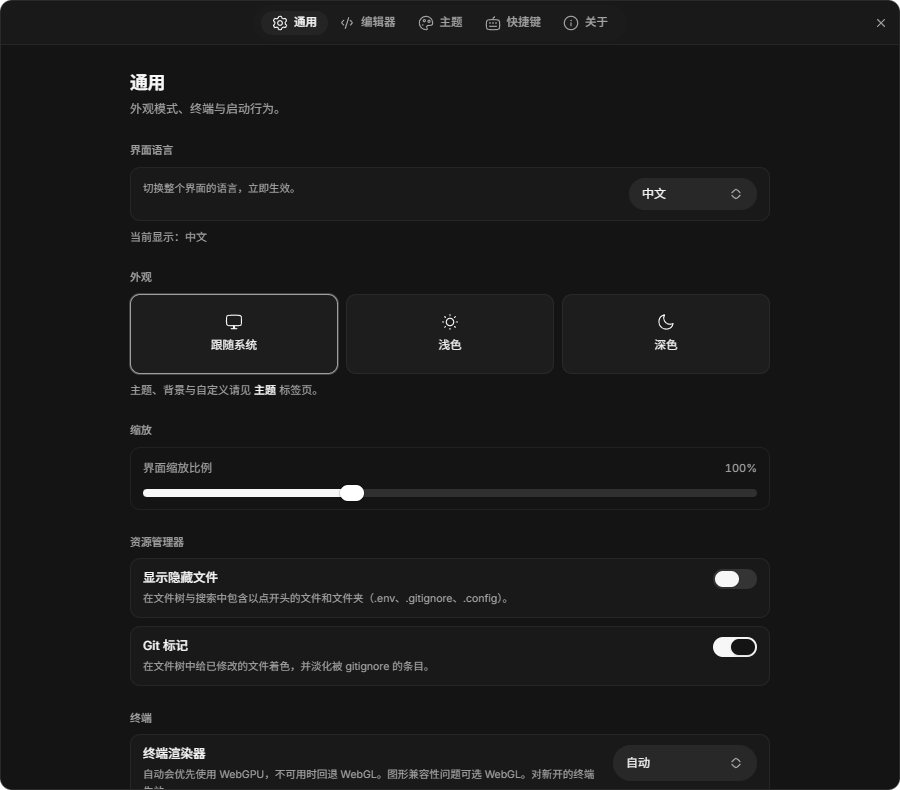 通用 编辑器 主题 快捷键 关于
通用
外观模式、终端与启动行为。
界面语言
切换整个界面的语言，立即生效。
中文
当前显示：中文
外观
跟随系统 浅色 深色
主题、背景与自定义请见 主题 标签页。
缩放
界面缩放比例 100%
资源管理器
显示隐藏文件
在文件树与搜索中包含以点开头的文件和文件夹（.env、.gitignore、.config）。
Git 标记
在文件树中给已修改的文件着色，并淡化被 gitignore 的条目。
终端
终端渲染器
自动
自动会优先使用 WebGPU，不可用时回退 WebGL。图形兼容性问题可选 WebGL。对新开的终端